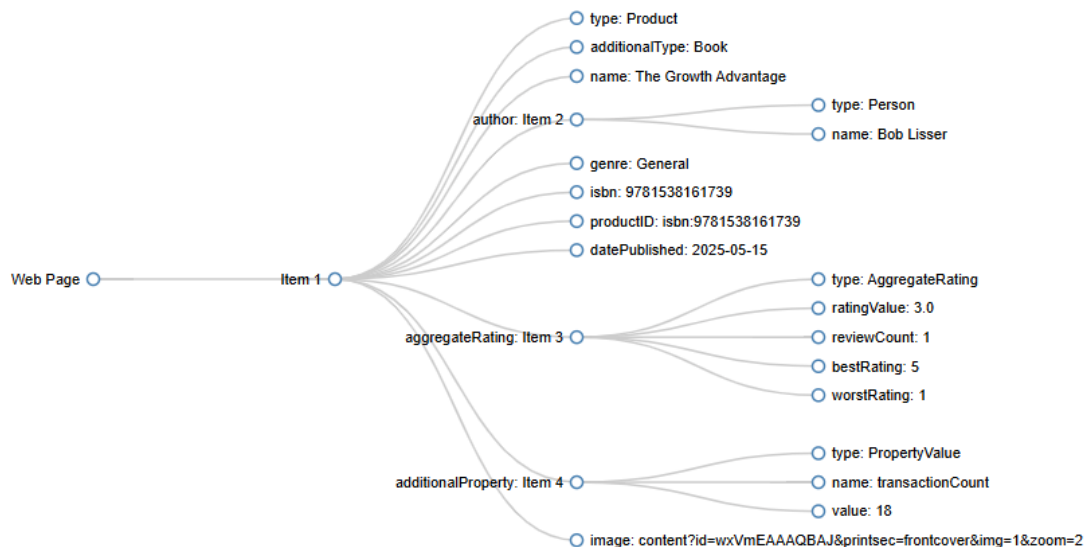 type: Product
additionalType: Book
name: The Growth Advantage
author: Item 2
type: Person
name: Bob Lisser
genre: General
isbn: 9781538161739
productID: isbn:9781538161739
datePublished: 2025-05-15
Web Page
Item 1
aggregateRating: Item 3
type: AggregateRating
ratingValue: 3.0
reviewCount: 1
bestRating: 5
worstRating: 1
additionalProperty: Item 4
type: PropertyValue
name: transactionCount
value: 18
image: content?id=wxVmEAAAQBAJ&printsec=frontcover&img=1&zoom=2